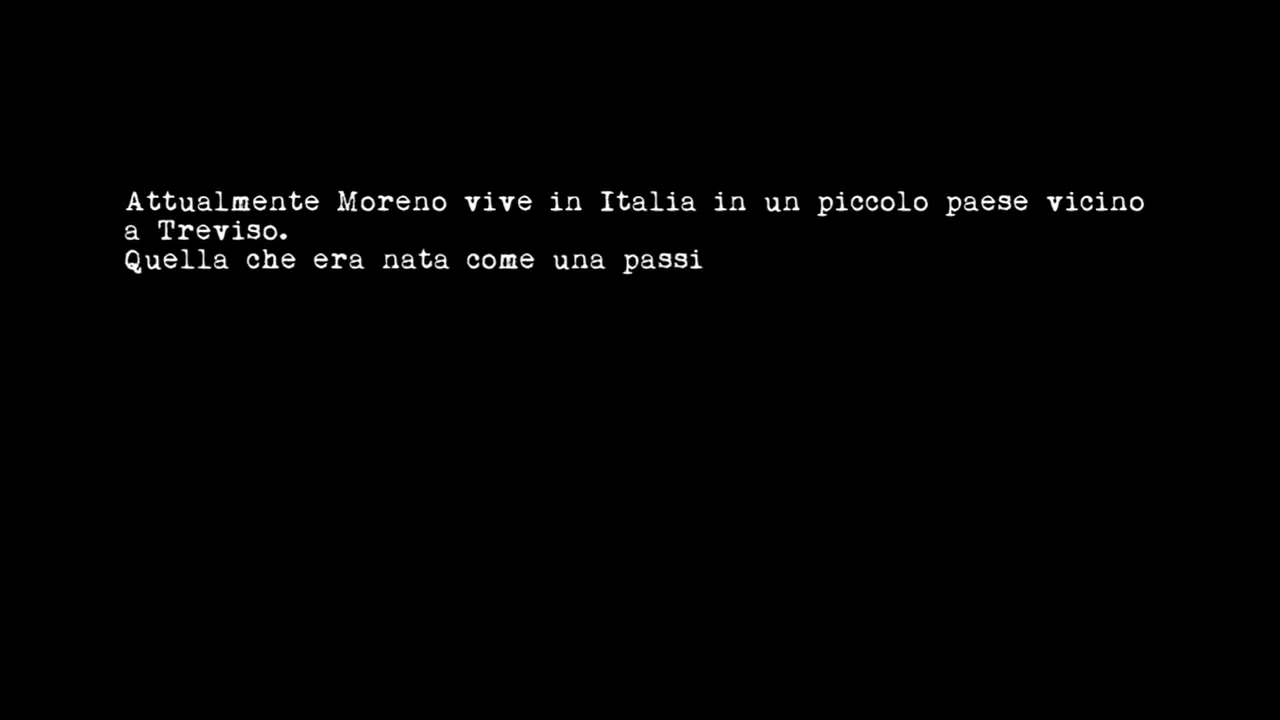 Attualmente Moreno vive in Italia in un piccolo paese vicino
a Treviso.
Quella che era nata come una passi